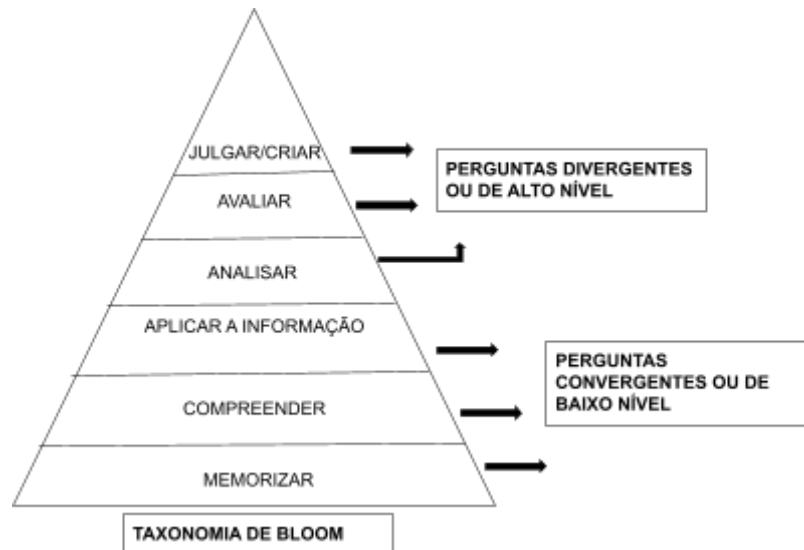 JULGAR/CRIAR
AVALIAR
ANALISAR
APLICAR A INFORMAÇÃO
COMPREENDER
MEMORIZAR
PERGUNTAS DIVERGENTES
OU DE ALTO NÍVEL
PERGUNTAS
CONVERGENTES OU DE
BAIXO NÍVEL
TAXONOMIA DE BLOOM